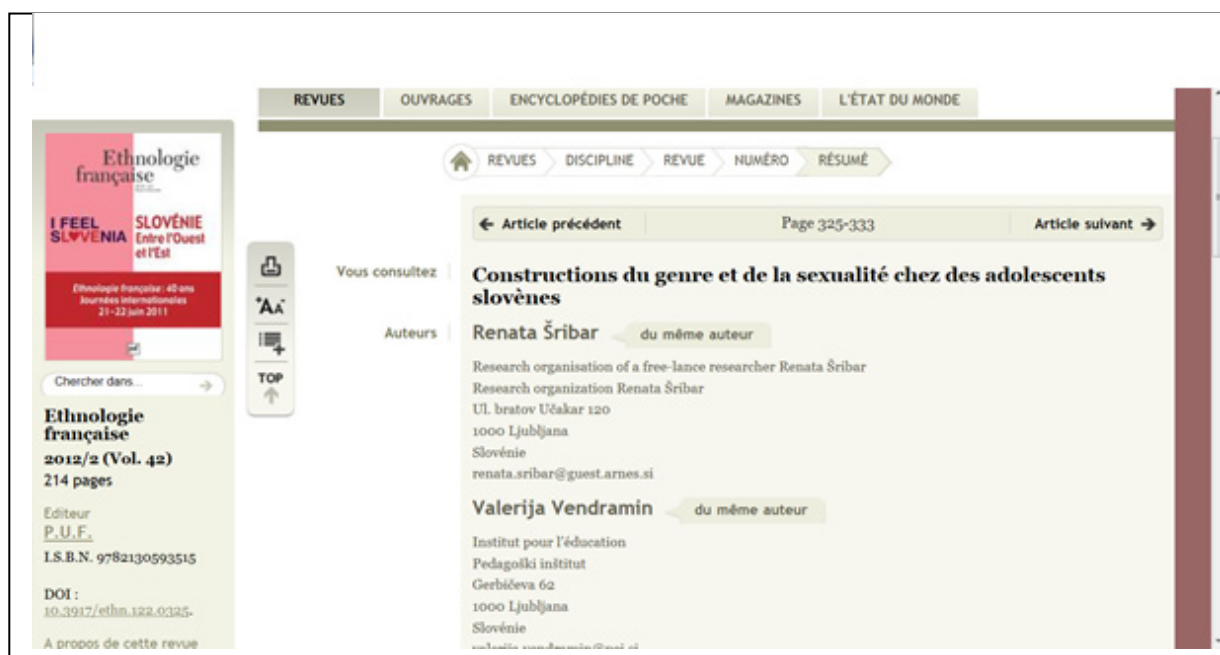 REVUES
OUVRAGES
ENCYCLOPÉDIES DE POCHE
MAGAZINES
L'ÉTAT DU MONDE
REVUES
DISCIPLINE
REVUE
NUMÉRO
RÉSUMÉ
Ethnologie
française
I FEEL
SLOVENIA
SLOVÉNIE
Entre l'Ouest
et l'Est
Ethnologie française : 40 ans
Journées internationales
21-22 juin 2011
Chercher dans...
Ethnologie
française
2012/2 (Vol. 42)
214 pages
Editeur
P.U.F.
I.S.B.N. 9782130593515
DOI :
10.3917/ethn.122.0325.
A propos de cette revue
+AA-
TOP
← Article précédent
Page 325-333
Article suivant →
Vous consultez
Constructions du genre et de la sexualité chez des adolescents
slovènes
Auteurs
Renata Šribar
du même auteur
Research organisation of a free-lance researcher Renata Šribar
Research organization Renata Šribar
Ul. bratov Učakar 120
1000 Ljubljana
Slovénie
renata.sribar@guest.arnes.si
Valerija Vendramin
du même auteur
Institut pour l'éducation
Pedagoški inštitut
Gerbičeva 62
1000 Ljubljana
Slovénie
valerija.vendramin@pei.si